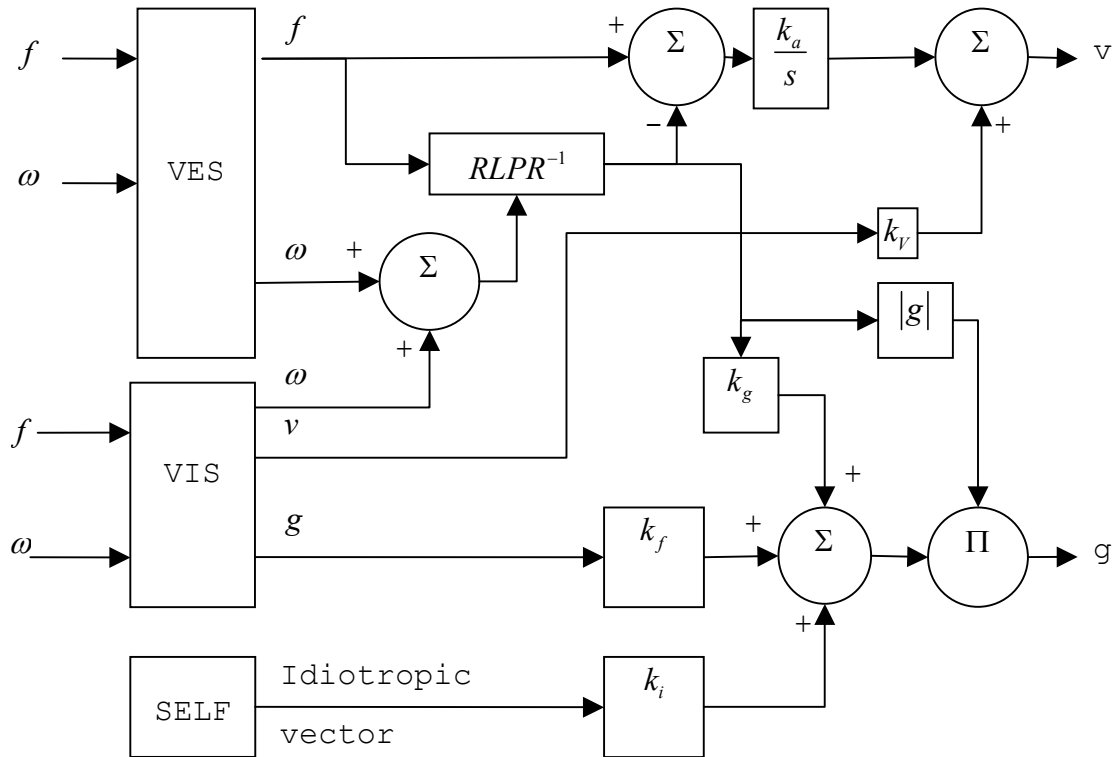 f
f
+
Σ
k_a
s
Σ
v
−
+
ω
VES
RLPR⁻¹
k_V
ω
+
Σ
+
|g|
ω
k_g
f
v
VIS
+
g
k_f
+
Σ
Π
ω
g
+
Idiotropic
k_i
SELF
vector